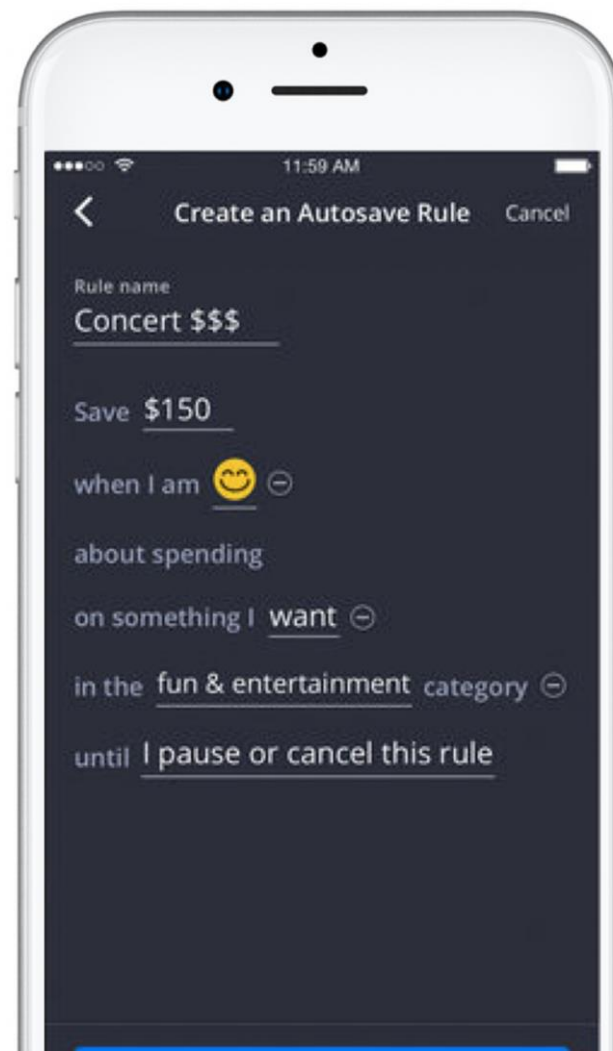 11:59 AM
Create an Autosave Rule Cancel
Rule name
Concert $$$
Save $150
when I am 😊
about spending
on something I want
in the fun & entertainment category
until I pause or cancel this rule